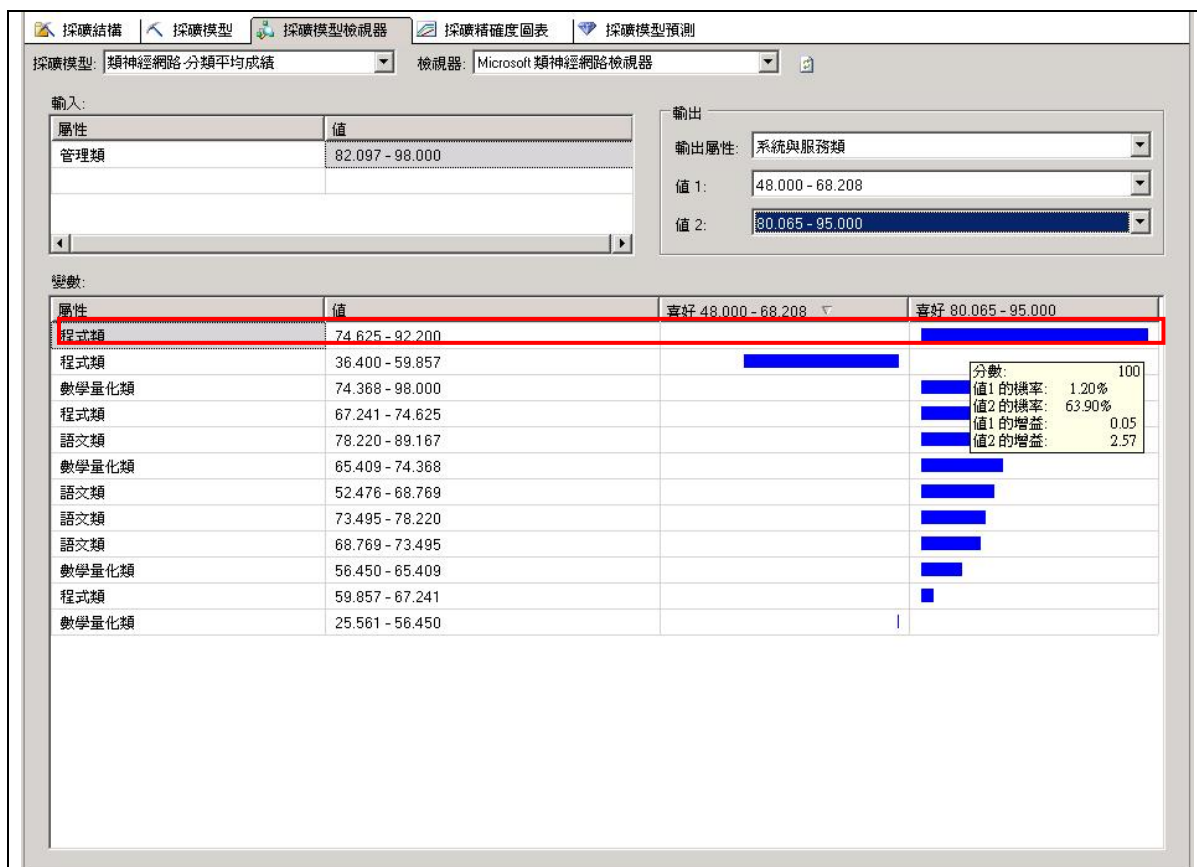 採礦結構 採礦模型 採礦模型檢視器 採礦精確度圖表 採礦模型預測
採礦模型: 類神經網路-分類平均成績 檢視器: Microsoft 類神經網路檢視器
輸入:
屬性 值
管理類 82.097 - 98.000
輸出
輸出屬性: 系統與服務類
值 1: 48.000 - 68.208
值 2: 80.065 - 95.000
變數:
屬性 值 喜好 48.000 - 68.208 喜好 80.065 - 95.000
程式類 74.625 - 92.200
程式類 36.400 - 59.857
數學量化類 74.368 - 98.000
程式類 67.241 - 74.625
語文類 78.220 - 89.167
數學量化類 65.409 - 74.368
語文類 52.476 - 68.769
語文類 73.495 - 78.220
語文類 68.769 - 73.495
數學量化類 56.450 - 65.409
程式類 59.857 - 67.241
數學量化類 25.561 - 56.450
分數: 100
值1 的機率: 1.20%
值2 的機率: 63.90%
值1 的增益: 0.05
值2 的增益: 2.57